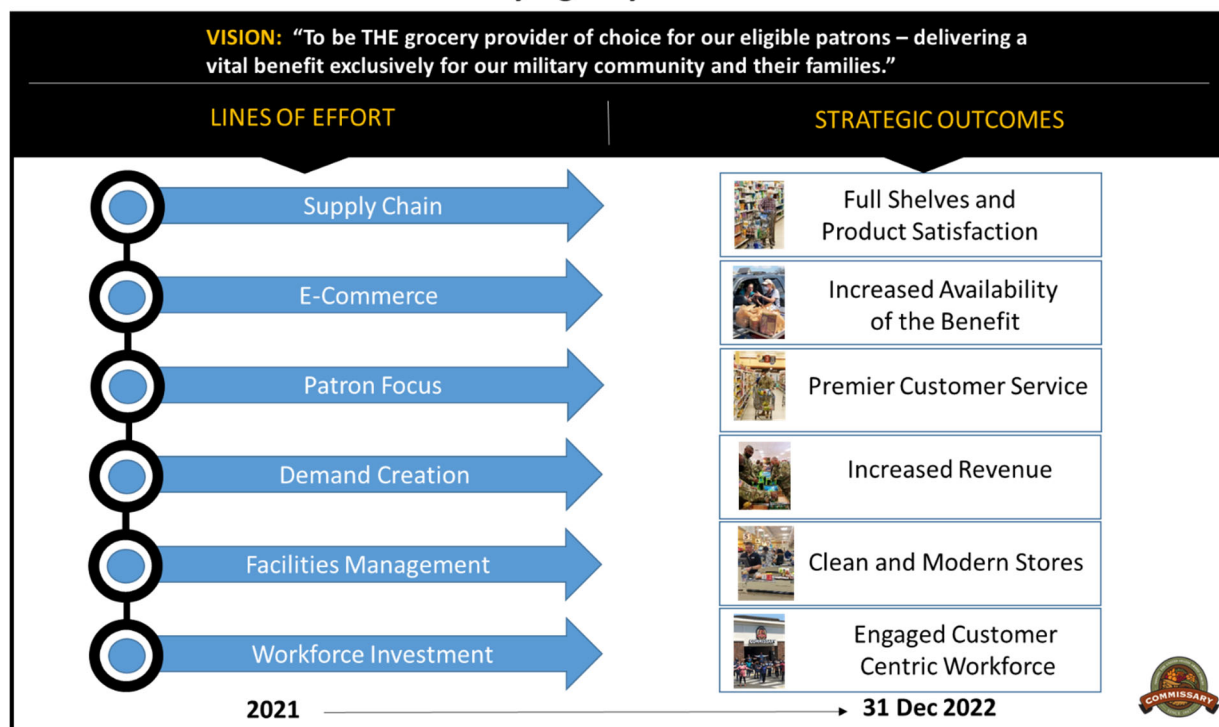 VISION: “To be THE grocery provider of choice for our eligible patrons – delivering a
vital benefit exclusively for our military community and their families.”
LINES OF EFFORT
STRATEGIC OUTCOMES
Supply Chain
Full Shelves and
Product Satisfaction
E-Commerce
Increased Availability
of the Benefit
Patron Focus
Premier Customer Service
Demand Creation
Increased Revenue
Facilities Management
Clean and Modern Stores
Workforce Investment
Engaged Customer
Centric Workforce
COMMISSARY
2021
31 Dec 2022